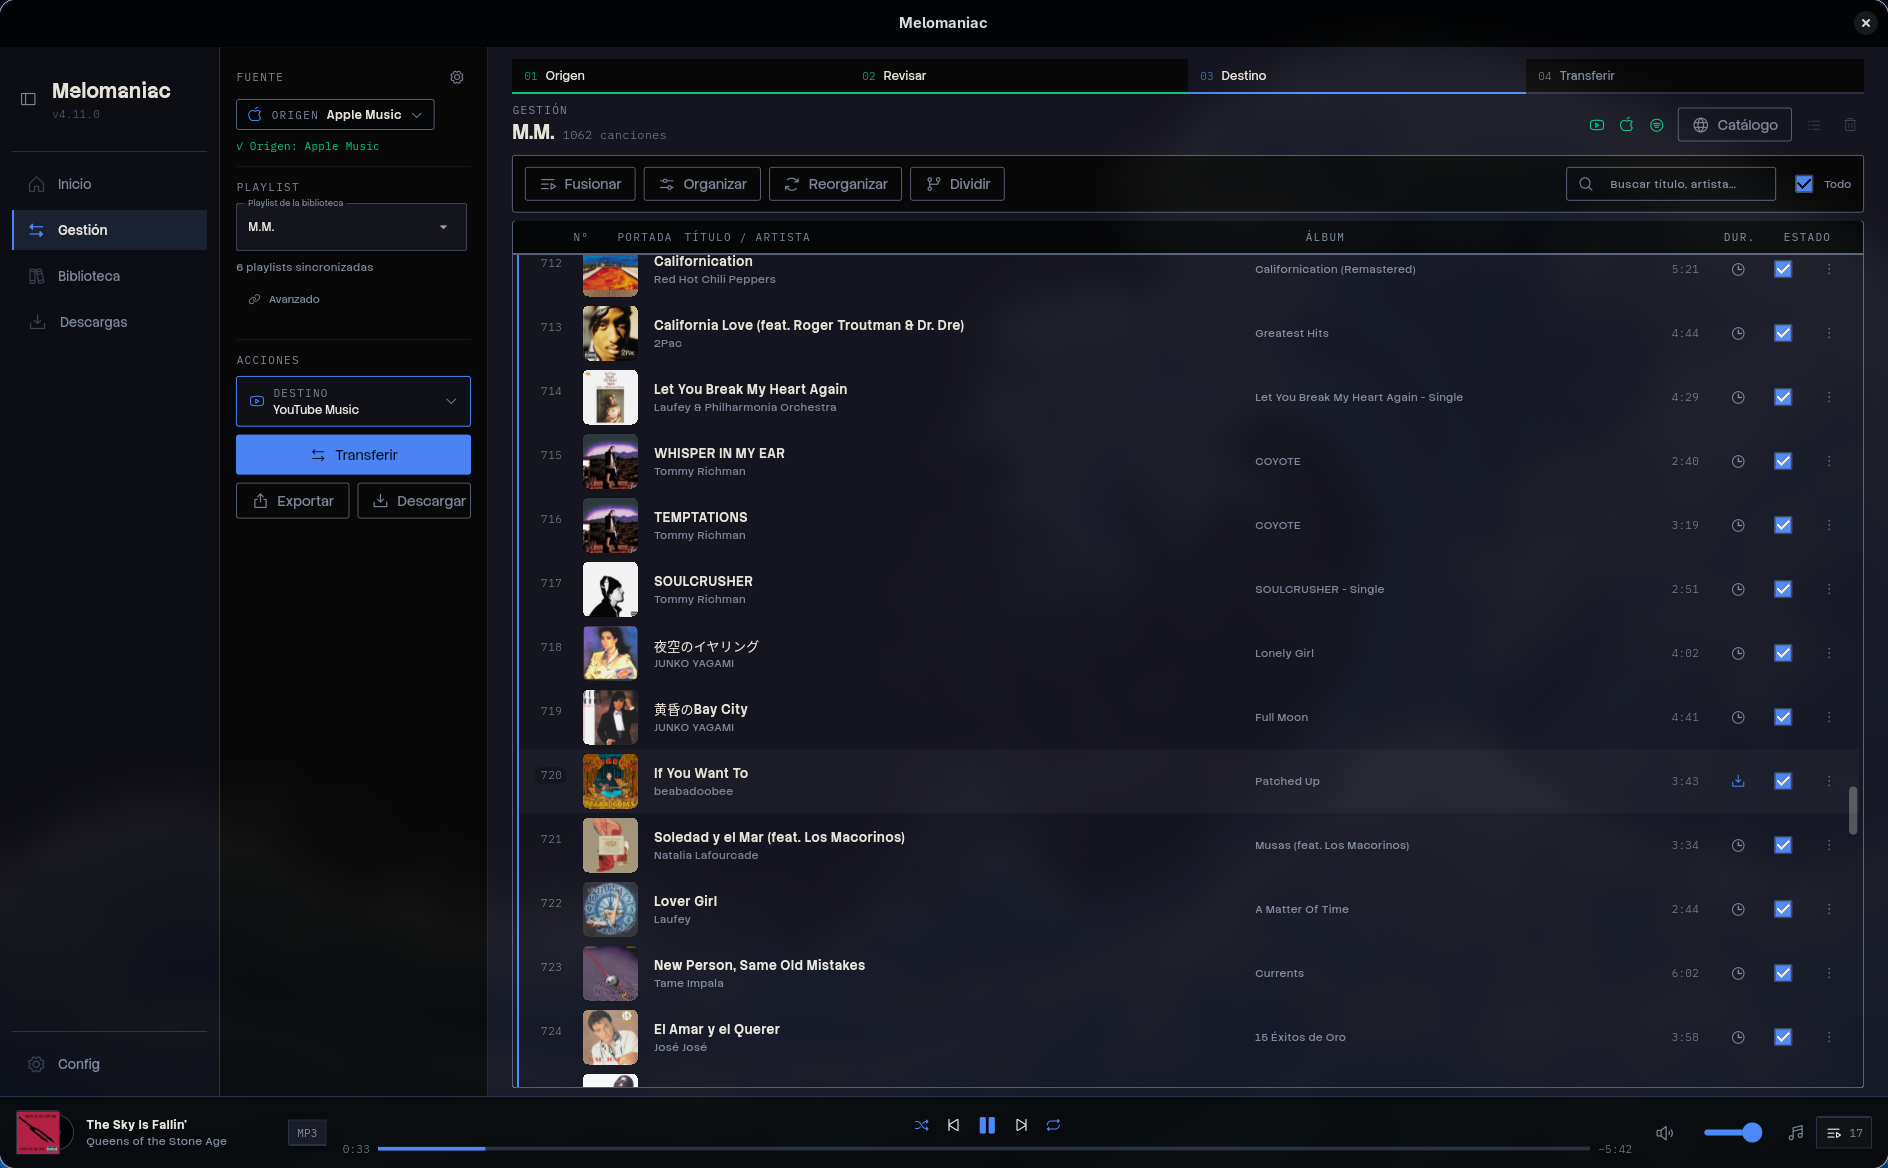 Melomaniac
Melomaniac
v4.11.0
Inicio
Gestión
Biblioteca
Descargas
Config
FUENTE
ORIGEN Apple Music
√ Origen: Apple Music
PLAYLIST
Playlist de la biblioteca
M.M.
6 playlists sincronizadas
Avanzado
ACCIONES
DESTINO
YouTube Music
Transferir
Exportar Descargar
01 Origen 02 Revisar 03 Destino 04 Transferir
GESTIÓN
M.M. 1062 canciones
Catálogo
Fusionar Organizar Reorganizar Dividir
Buscar título, artista...
Todo
Nº PORTADA TÍTULO / ARTISTA ÁLBUM DUR. ESTADO
712 Californication Californication (Remastered) 5:21
Red Hot Chili Peppers
713 California Love (feat. Roger Troutman & Dr. Dre) Greatest Hits 4:44
2Pac
714 Let You Break My Heart Again Let You Break My Heart Again - Single 4:29
Laufey & Philharmonia Orchestra
715 WHISPER IN MY EAR COYOTE 2:40
Tommy Richman
716 TEMPTATIONS COYOTE 3:19
Tommy Richman
717 SOULCRUSHER SOULCRUSHER - Single 2:51
Tommy Richman
718 夜空のイヤリング Lonely Girl 4:02
JUNKO YAGAMI
719 黄昏のBay City Full Moon 4:41
JUNKO YAGAMI
720 If You Want To Patched Up 3:43
beabadoobee
721 Soledad y el Mar (feat. Los Macorinos) Musas (feat. Los Macorinos) 3:34
Natalia Lafourcade
722 Lover Girl A Matter Of Time 2:44
Laufey
723 New Person, Same Old Mistakes Currents 6:02
Tame Impala
724 El Amar y el Querer 15 Éxitos de Oro 3:58
José José
The Sky Is Fallin'
Queens of the Stone Age
MP3
0:33
-5:42
17